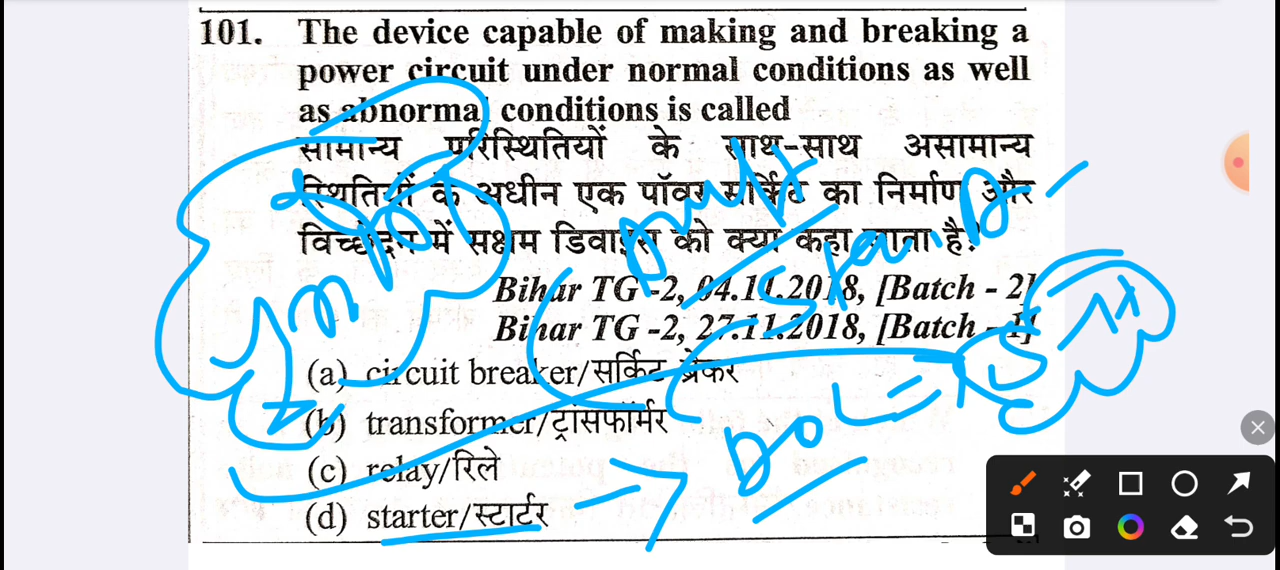 101. The device capable of making and breaking a
power circuit under normal conditions as well
as abnormal conditions is called
सामान्य परिस्थितियों के साथ-साथ असामान्य
स्थितियों के अधीन एक पॉवर सर्किट का निर्माण और
विच्छेदन में सक्षम डिवाइस को क्या कहा जाता है?
Bihar TG -2, 04.11.2018, [Batch - 2]
Bihar TG -2, 27.11.2018, [Batch - 1]
(a) circuit breaker/सर्किट ब्रेकर
(b) transformer/ट्रांसफॉर्मर
(c) relay/रिले
(d) starter/स्टार्टर
DOL =